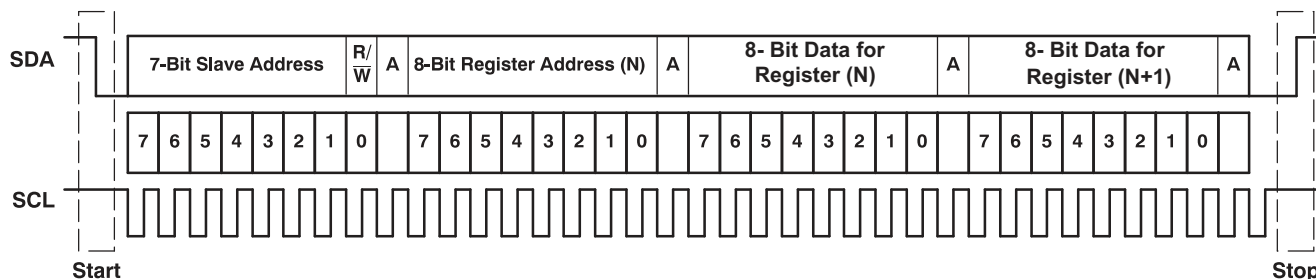 SDA
7-Bit Slave Address
R/
W
A
8-Bit Register Address (N)
A
8- Bit Data for
Register (N)
A
8- Bit Data for
Register (N+1)
A
7 6 5 4 3 2 1 0 7 6 5 4 3 2 1 0 7 6 5 4 3 2 1 0 7 6 5 4 3 2 1 0
SCL
Start
Stop